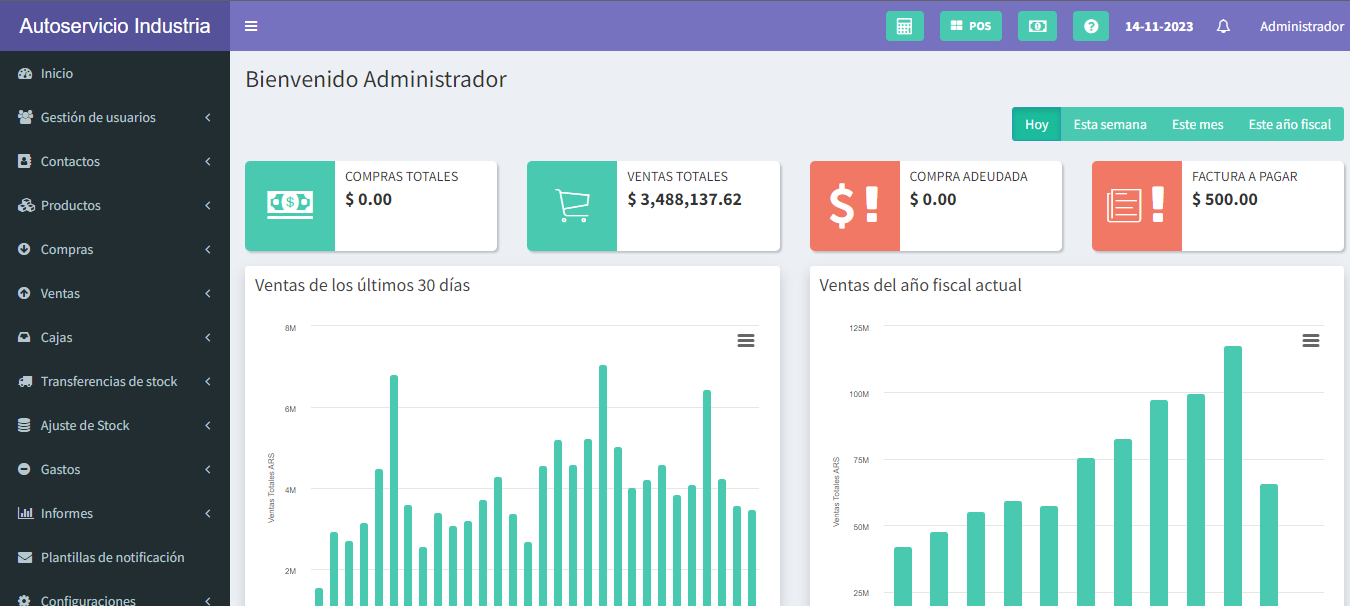 Autoservicio Industria
POS
14-11-2023
Administrador
Inicio
Gestión de usuarios
Contactos
Productos
Compras
Ventas
Cajas
Transferencias de stock
Ajuste de Stock
Gastos
Informes
Plantillas de notificación
Configuraciones
Bienvenido Administrador
Hoy
Esta semana
Este mes
Este año fiscal
COMPRAS TOTALES
$ 0.00
VENTAS TOTALES
$ 3,488,137.62
COMPRA ADEUDADA
$ 0.00
FACTURA A PAGAR
$ 500.00
Ventas de los últimos 30 días
8M
6M
4M
2M
Ventas Totales ARS
Ventas del año fiscal actual
125M
100M
75M
50M
25M
Ventas Totales ARS